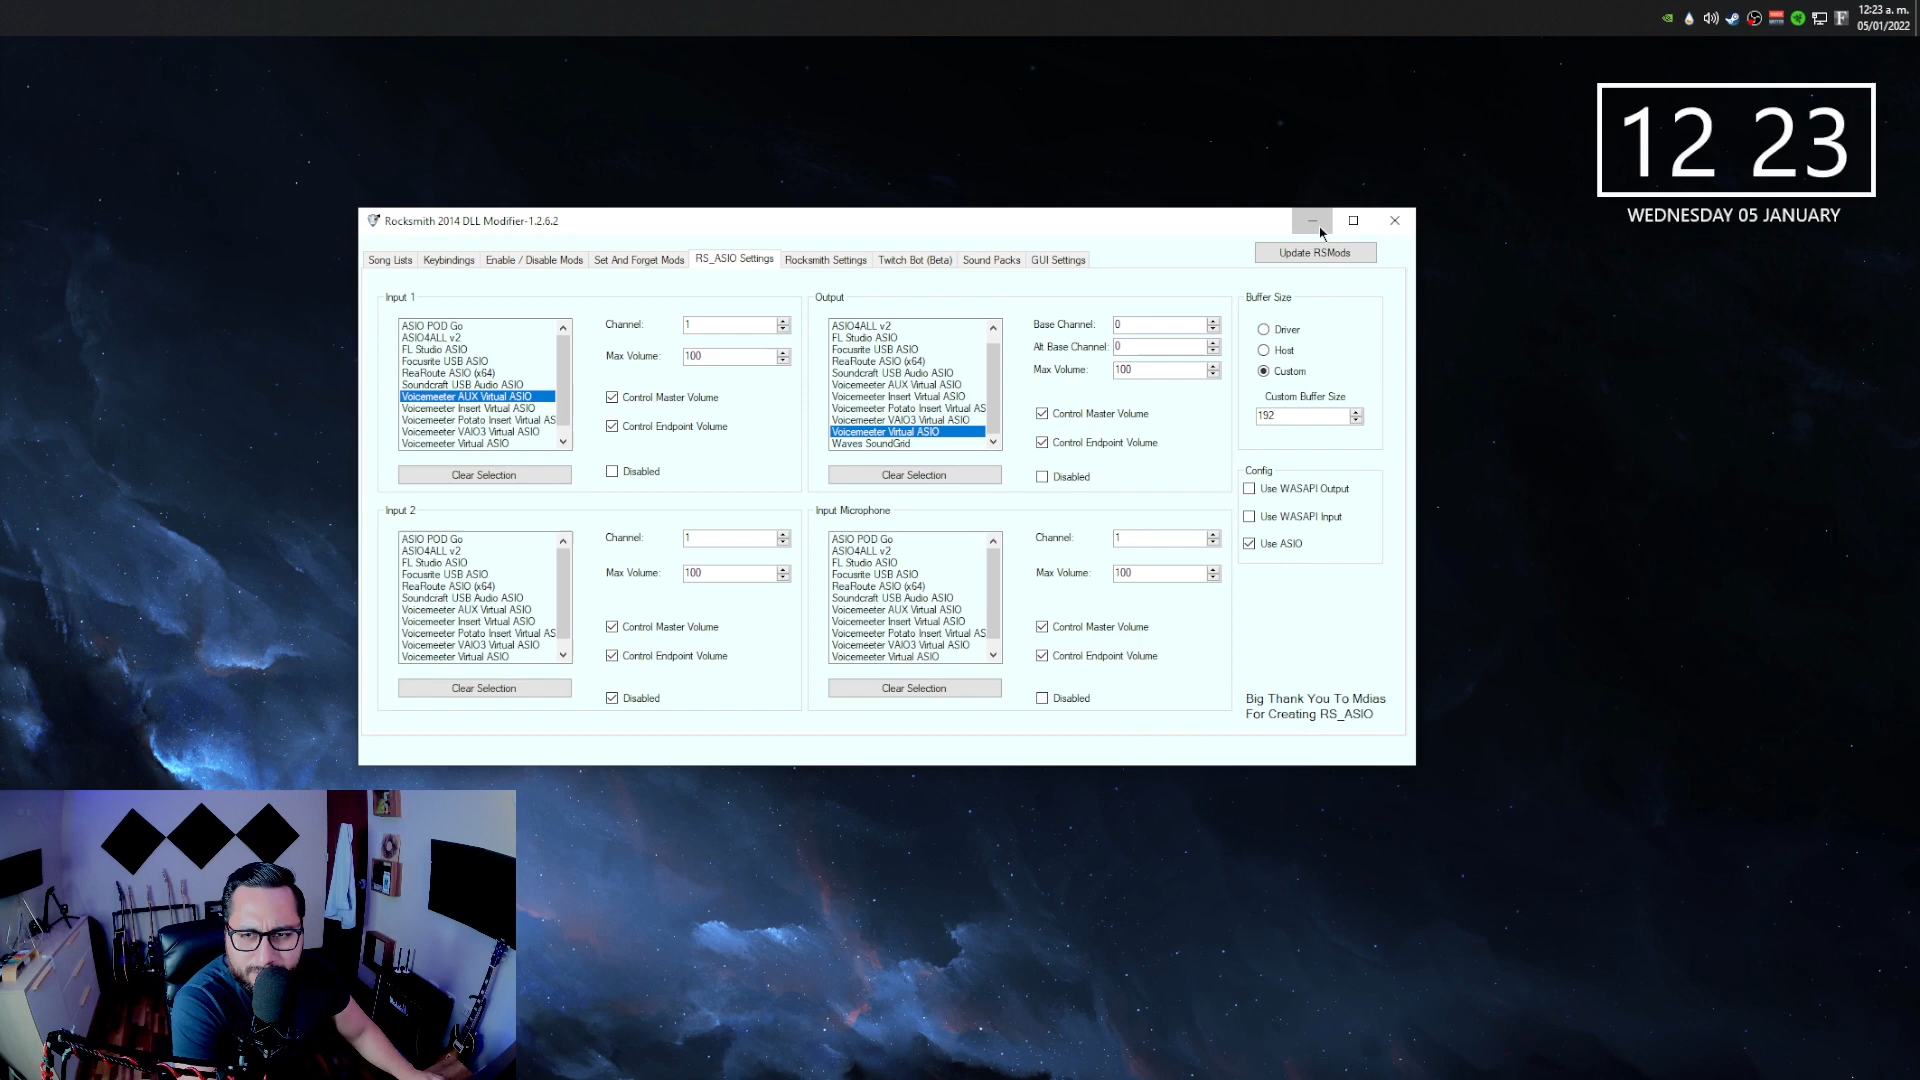 12:23 a. m.
05/01/2022
12 23
WEDNESDAY 05 JANUARY
Rocksmith 2014 DLL Modifier-1.2.6.2
Update RSMods
Song Lists
Keybindings
Enable / Disable Mods
Set And Forget Mods
RS_ASIO Settings
Rocksmith Settings
Twitch Bot (Beta)
Sound Packs
GUI Settings
Input 1
ASIO POD Go
ASIO4ALL v2
FL Studio ASIO
Focusrite USB ASIO
ReaRoute ASIO (x64)
Soundcraft USB Audio ASIO
Voicemeeter AUX Virtual ASIO
Voicemeeter Insert Virtual ASIO
Voicemeeter Potato Insert Virtual AS
Voicemeeter VAIO3 Virtual ASIO
Voicemeeter Virtual ASIO
Clear Selection
Channel: 1
Max Volume: 100
Control Master Volume
Control Endpoint Volume
Disabled
Output
ASIO4ALL v2
FL Studio ASIO
Focusrite USB ASIO
ReaRoute ASIO (x64)
Soundcraft USB Audio ASIO
Voicemeeter AUX Virtual ASIO
Voicemeeter Insert Virtual ASIO
Voicemeeter Potato Insert Virtual AS
Voicemeeter VAIO3 Virtual ASIO
Voicemeeter Virtual ASIO
Waves SoundGrid
Clear Selection
Base Channel: 0
Alt Base Channel: 0
Max Volume: 100
Control Master Volume
Control Endpoint Volume
Disabled
Buffer Size
Driver
Host
Custom
Custom Buffer Size
192
Config
Use WASAPI Output
Use WASAPI Input
Use ASIO
Input 2
ASIO POD Go
ASIO4ALL v2
FL Studio ASIO
Focusrite USB ASIO
ReaRoute ASIO (x64)
Soundcraft USB Audio ASIO
Voicemeeter AUX Virtual ASIO
Voicemeeter Insert Virtual ASIO
Voicemeeter Potato Insert Virtual AS
Voicemeeter VAIO3 Virtual ASIO
Voicemeeter Virtual ASIO
Clear Selection
Channel: 1
Max Volume: 100
Control Master Volume
Control Endpoint Volume
Disabled
Input Microphone
ASIO POD Go
ASIO4ALL v2
FL Studio ASIO
Focusrite USB ASIO
ReaRoute ASIO (x64)
Soundcraft USB Audio ASIO
Voicemeeter AUX Virtual ASIO
Voicemeeter Insert Virtual ASIO
Voicemeeter Potato Insert Virtual AS
Voicemeeter VAIO3 Virtual ASIO
Voicemeeter Virtual ASIO
Clear Selection
Channel: 1
Max Volume: 100
Control Master Volume
Control Endpoint Volume
Disabled
Big Thank You To Mdias
For Creating RS_ASIO